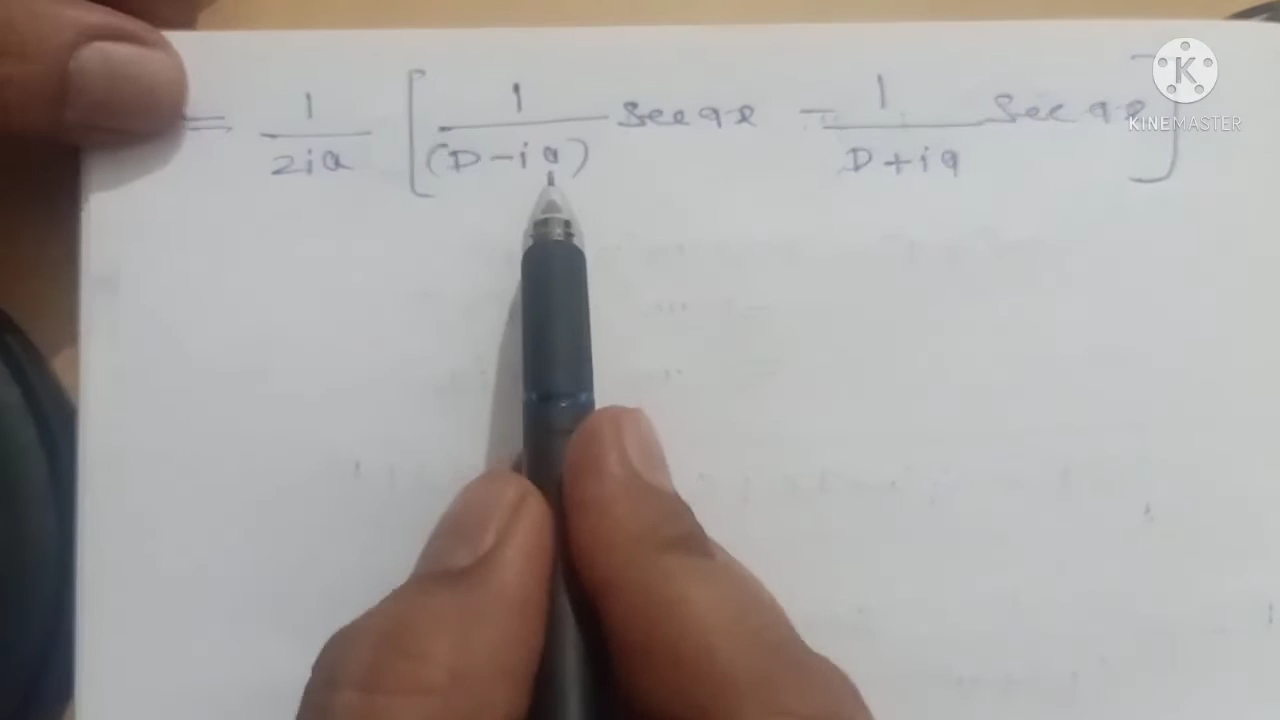 = 1/2ia [ 1/(D-ia) Sec ax - 1/D+ia Sec ax ]
K
KINEMASTER